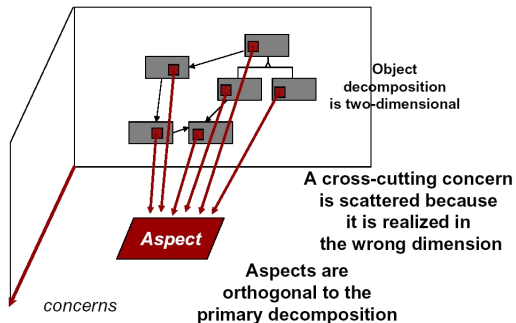 Object
decomposition
is two-dimensional
A cross-cutting concern
is scattered because
it is realized in
the wrong dimension
Aspect
Aspects are
orthogonal to the
primary decomposition
concerns